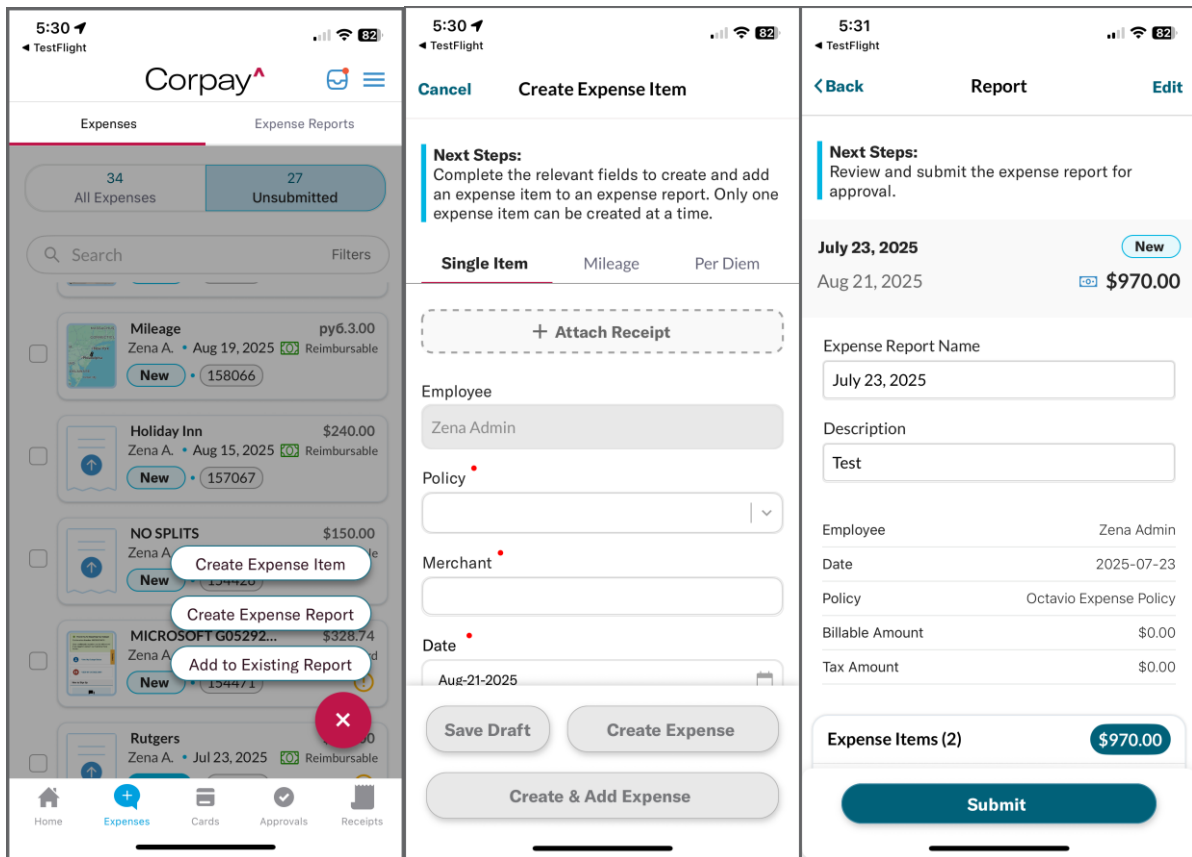 5:30
82
◄ TestFlight
Corpay^
Expenses
Expense Reports
34
All Expenses
27
Unsubmitted
Search
Filters
Mileage
руб.3.00
Zena A. • Aug 19, 2025 Reimbursable
New • 158066
Holiday Inn
$240.00
Zena A. • Aug 15, 2025 Reimbursable
New • 157067
NO SPLITS
$150.00
Zena A.
Create Expense Item
New
Create Expense Report
MICROSOFT G05292...
$328.74
Zena A.
Add to Existing Report
New • 154471
Rutgers
Zena A. • Jul 23, 2025 Reimbursable
Home
Expenses
Cards
Approvals
Receipts
5:30
82
◄ TestFlight
Cancel
Create Expense Item
Next Steps:
Complete the relevant fields to create and add
an expense item to an expense report. Only one
expense item can be created at a time.
Single Item
Mileage
Per Diem
+ Attach Receipt
Employee
Zena Admin
Policy
Merchant
Date
Aug-21-2025
Save Draft
Create Expense
Create & Add Expense
5:31
82
◄ TestFlight
Back
Report
Edit
Next Steps:
Review and submit the expense report for
approval.
July 23, 2025
New
Aug 21, 2025
$970.00
Expense Report Name
July 23, 2025
Description
Test
Employee
Zena Admin
Date
2025-07-23
Policy
Octavio Expense Policy
Billable Amount
$0.00
Tax Amount
$0.00
Expense Items (2)
$970.00
Submit